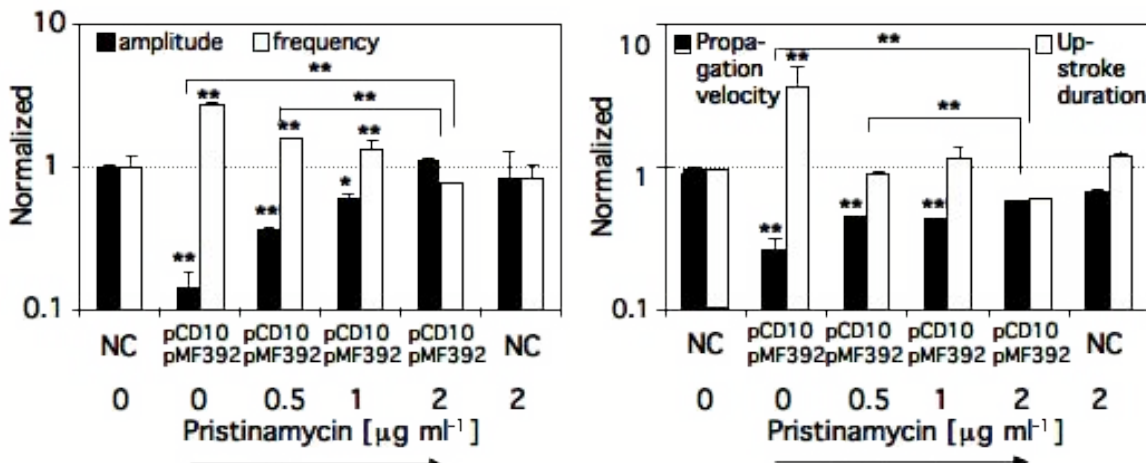 10
amplitude frequency
**
**
**
**
**
*
**
**
1
0.1
Normalized
NC pCD10 pCD10 pCD10 pCD10 NC
pMF392 pMF392 pMF392 pMF392
0 0 0.5 1 2 2
Pristinamycin [µg ml⁻¹]
10
Propa-
gation
velocity
Up-
stroke
duration
**
**
**
**
**
**
1
0.1
Normalized
NC pCD10 pCD10 pCD10 pCD10 NC
pMF392 pMF392 pMF392 pMF392
0 0 0.5 1 2 2
Pristinamycin [µg ml⁻¹]